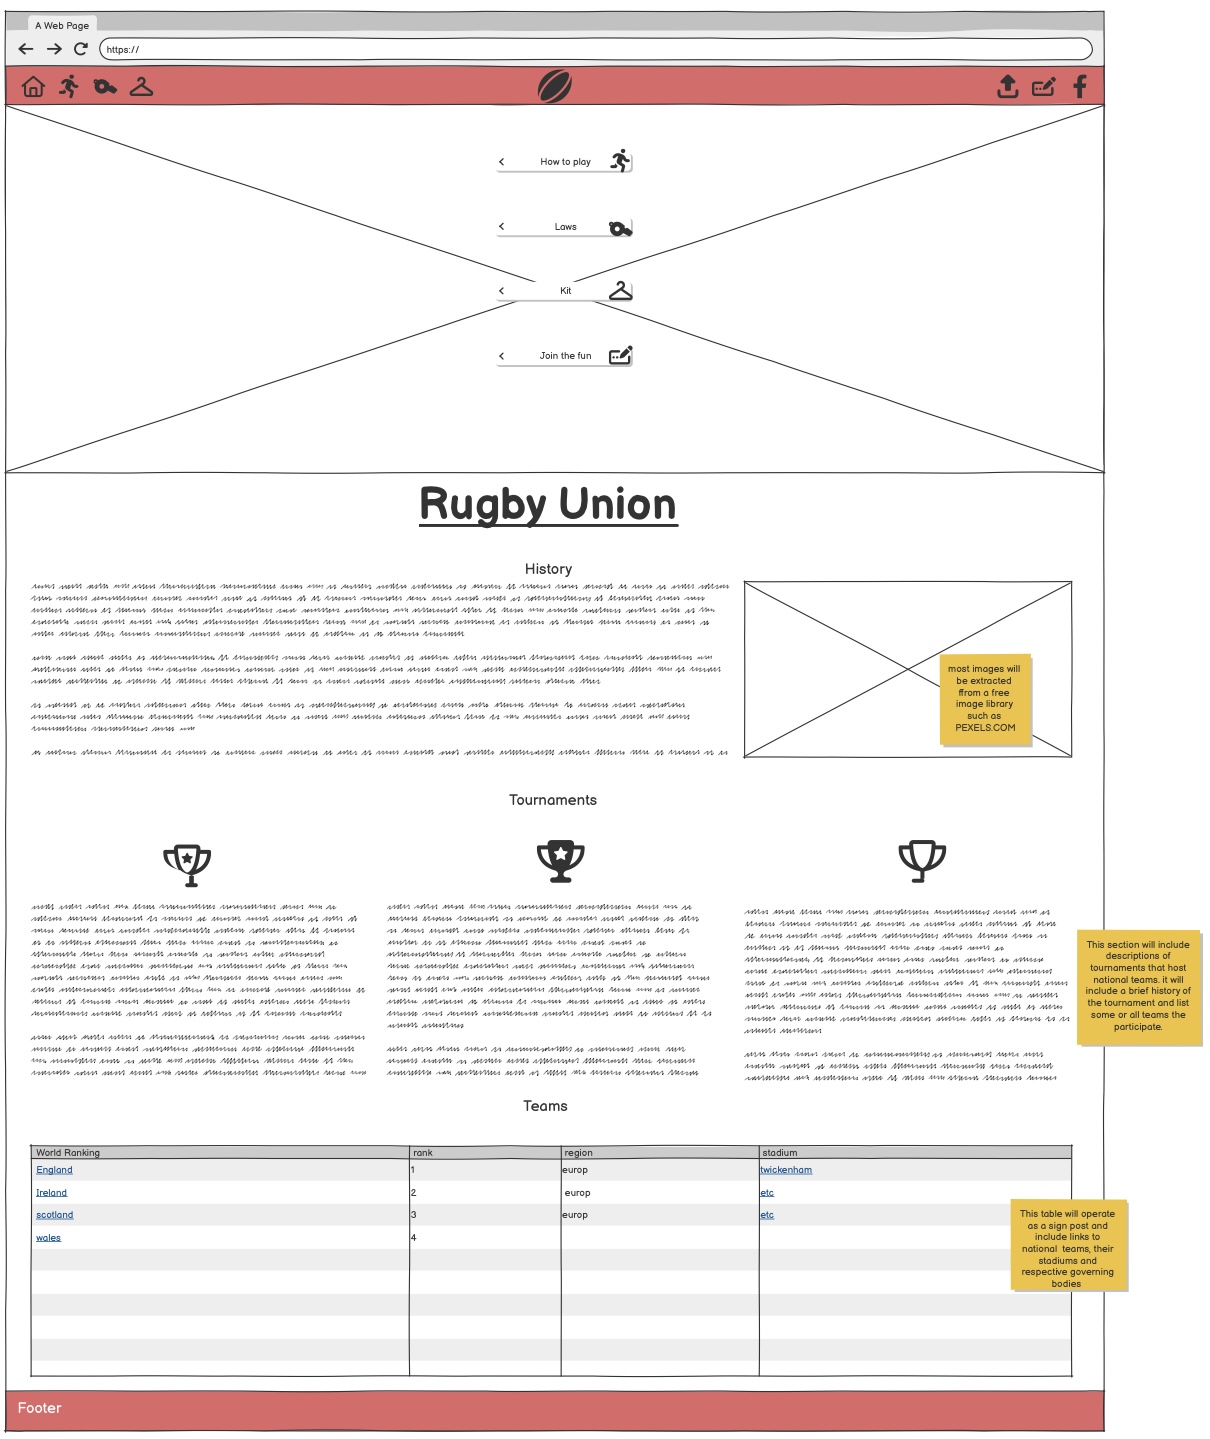 A Web Page
https://
How to play
Laws
Kit
Join the fun
Rugby Union
History
most images will
be extracted
ffrom a free
image library
such as
PEXELS.COM
Tournaments
This section will include
descriptions of
tournaments that host
national teams. it will
include a brief history of
the tournament and list
some or all teams the
participate.
Teams
World Ranking rank region stadium
England 1 europ twickenham
Ireland 2 europ etc
scotland 3 europ etc
wales 4
This table will operate
as a sign post and
include links to
national teams, their
stadiums and
respective governing
bodies
Footer